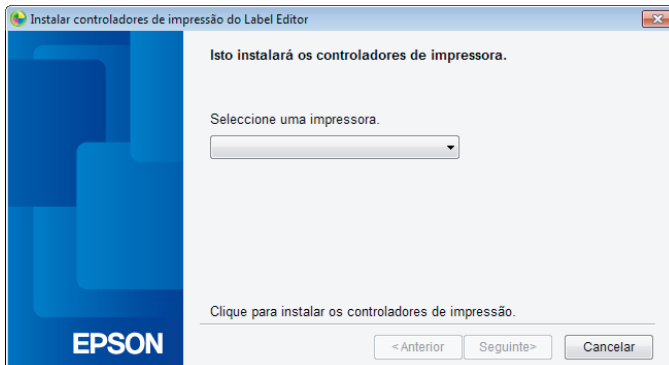 Instalar controladores de impressão do Label Editor
Isto instalará os controladores de impressora.
Seleccione uma impressora.
Clique para instalar os controladores de impressão.
EPSON
<Anterior
Seguinte>
Cancelar